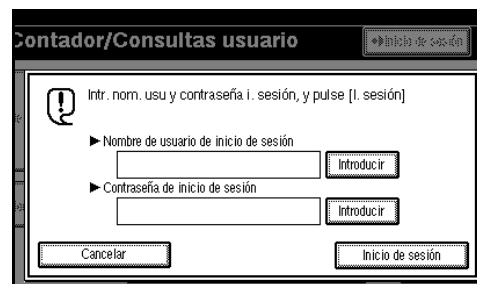 Contador/Consultas usuario
Inicio de sesión
Intr. nom. usu y contraseña i. sesión, y pulse [I. sesión]
Nombre de usuario de inicio de sesión
Introducir
Contraseña de inicio de sesión
Introducir
Cancelar
Inicio de sesión